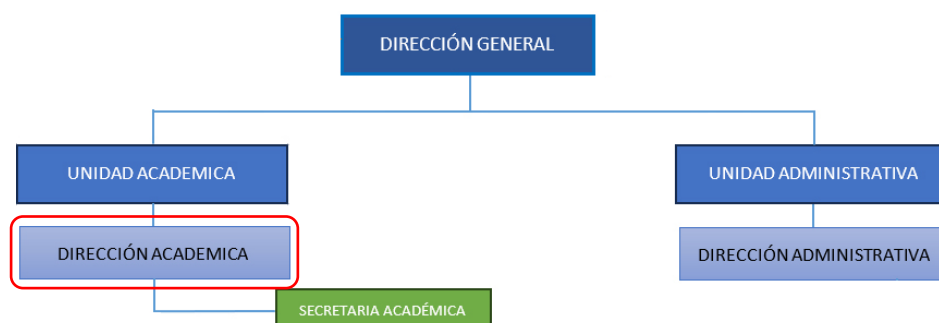 DIRECCIÓN GENERAL
UNIDAD ACADEMICA
UNIDAD ADMINISTRATIVA
DIRECCIÓN ACADEMICA
DIRECCIÓN ADMINISTRATIVA
SECRETARIA ACADÉMICA